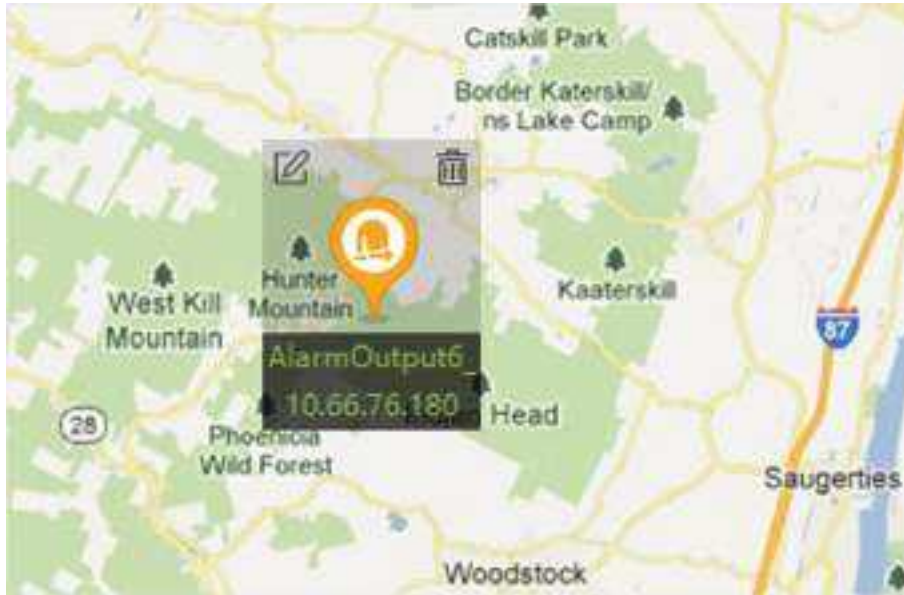 Catskill Park
Border Katerskill/
ns Lake Camp
Hunter
Mountain
Kaaterskill
West Kill
Mountain
87
AlarmOutput6_
10.66.76.180
Head
28
Phoenicia
Wild Forest
Saugerties
Woodstock